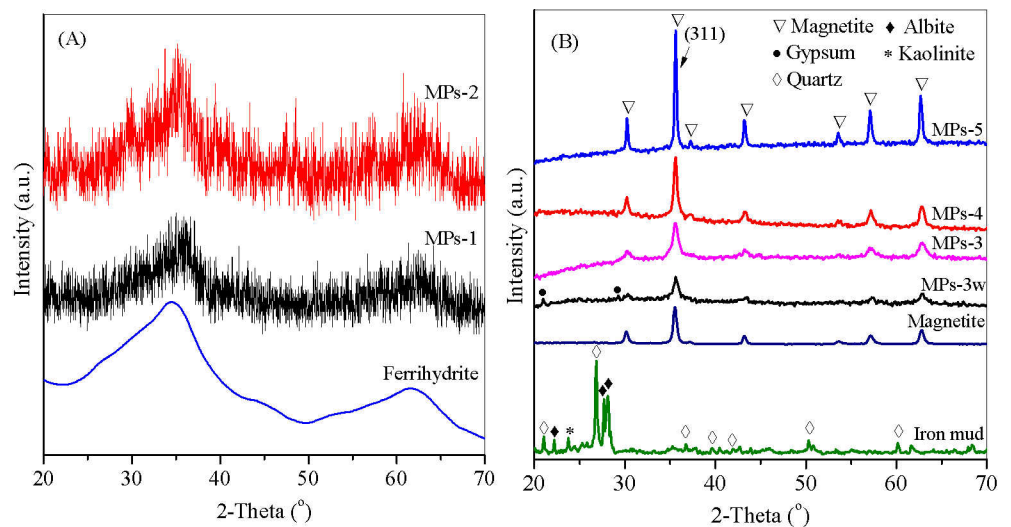 (A)
MPs-2
MPs-1
Ferrihydrite
Intensity (a.u.)
20 30 40 50 60 70
2-Theta (°)
(B)
▽ Magnetite ♦ Albite
● Gypsum * Kaolinite
◇ Quartz
(311)
MPs-5
MPs-4
MPs-3
MPs-3w
Magnetite
Iron mud
Intensity (a.u.)
20 30 40 50 60 70
2-Theta (°)